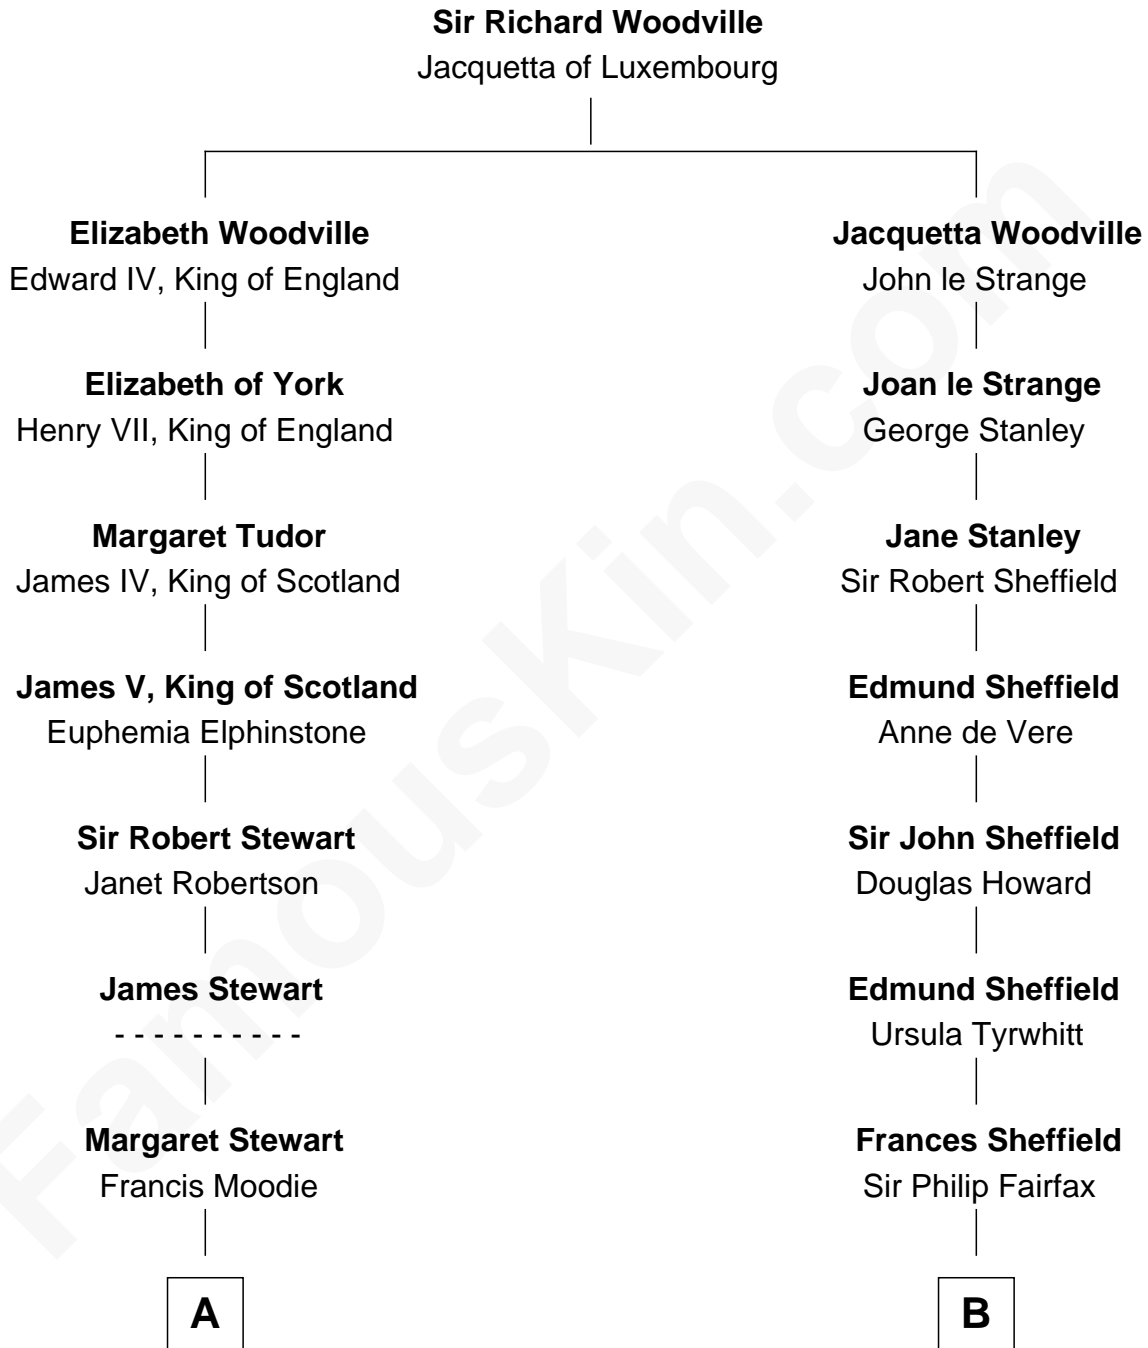 Sir Richard Woodville
Jacquetta of Luxembourg
Elizabeth Woodville
Edward IV, King of England
Jacquetta Woodville
John le Strange
Elizabeth of York
Henry VII, King of England
Joan le Strange
George Stanley
Margaret Tudor
James IV, King of Scotland
Jane Stanley
Sir Robert Sheffield
James V, King of Scotland
Euphemia Elphinstone
Edmund Sheffield
Anne de Vere
Sir Robert Stewart
Janet Robertson
Sir John Sheffield
Douglas Howard
James Stewart
- - - - - - - - - -
Edmund Sheffield
Ursula Tyrwhitt
Margaret Stewart
Francis Moodie
Frances Sheffield
Sir Philip Fairfax
A
B
FamousKin.com